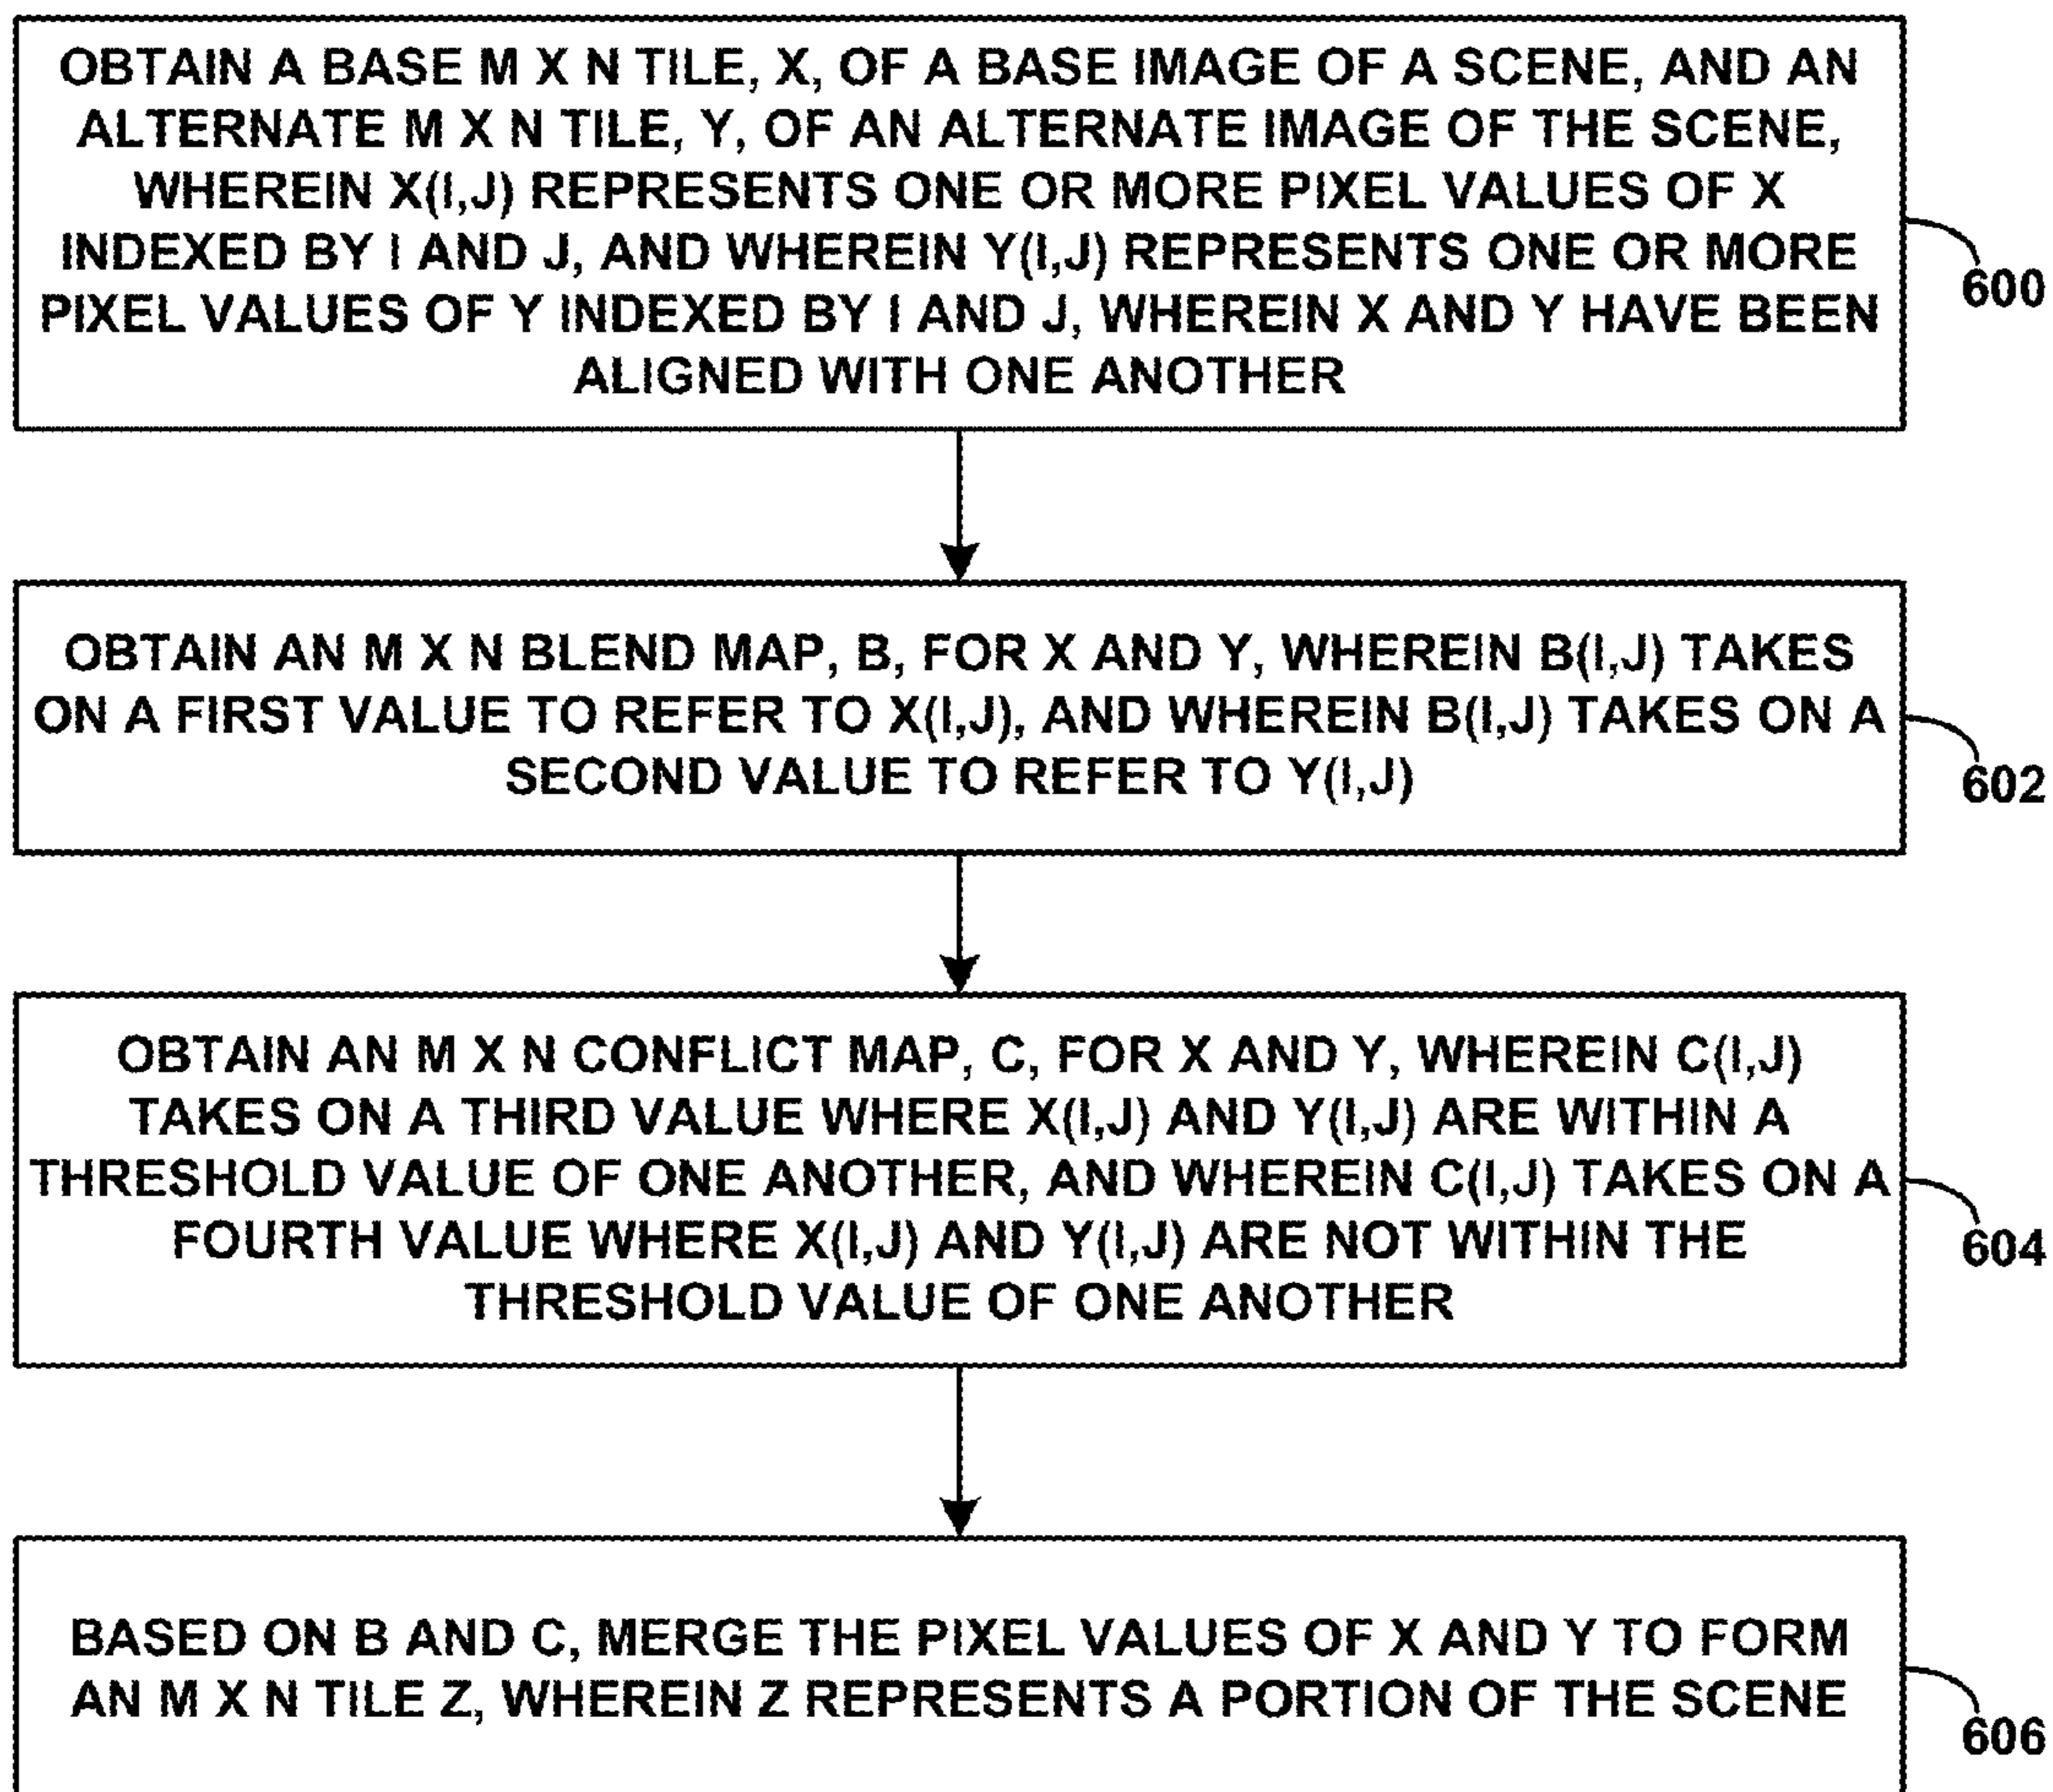 OBTAIN A BASE M X N TILE, X, OF A BASE IMAGE OF A SCENE, AND AN
ALTERNATE M X N TILE, Y, OF AN ALTERNATE IMAGE OF THE SCENE,
WHEREIN X(I,J) REPRESENTS ONE OR MORE PIXEL VALUES OF X
INDEXED BY I AND J, AND WHEREIN Y(I,J) REPRESENTS ONE OR MORE
PIXEL VALUES OF Y INDEXED BY I AND J, WHEREIN X AND Y HAVE BEEN
ALIGNED WITH ONE ANOTHER
600
OBTAIN AN M X N BLEND MAP, B, FOR X AND Y, WHEREIN B(I,J) TAKES
ON A FIRST VALUE TO REFER TO X(I,J), AND WHEREIN B(I,J) TAKES ON A
SECOND VALUE TO REFER TO Y(I,J)
602
OBTAIN AN M X N CONFLICT MAP, C, FOR X AND Y, WHEREIN C(I,J)
TAKES ON A THIRD VALUE WHERE X(I,J) AND Y(I,J) ARE WITHIN A
THRESHOLD VALUE OF ONE ANOTHER, AND WHEREIN C(I,J) TAKES ON A
FOURTH VALUE WHERE X(I,J) AND Y(I,J) ARE NOT WITHIN THE
THRESHOLD VALUE OF ONE ANOTHER
604
BASED ON B AND C, MERGE THE PIXEL VALUES OF X AND Y TO FORM
AN M X N TILE Z, WHEREIN Z REPRESENTS A PORTION OF THE SCENE
606